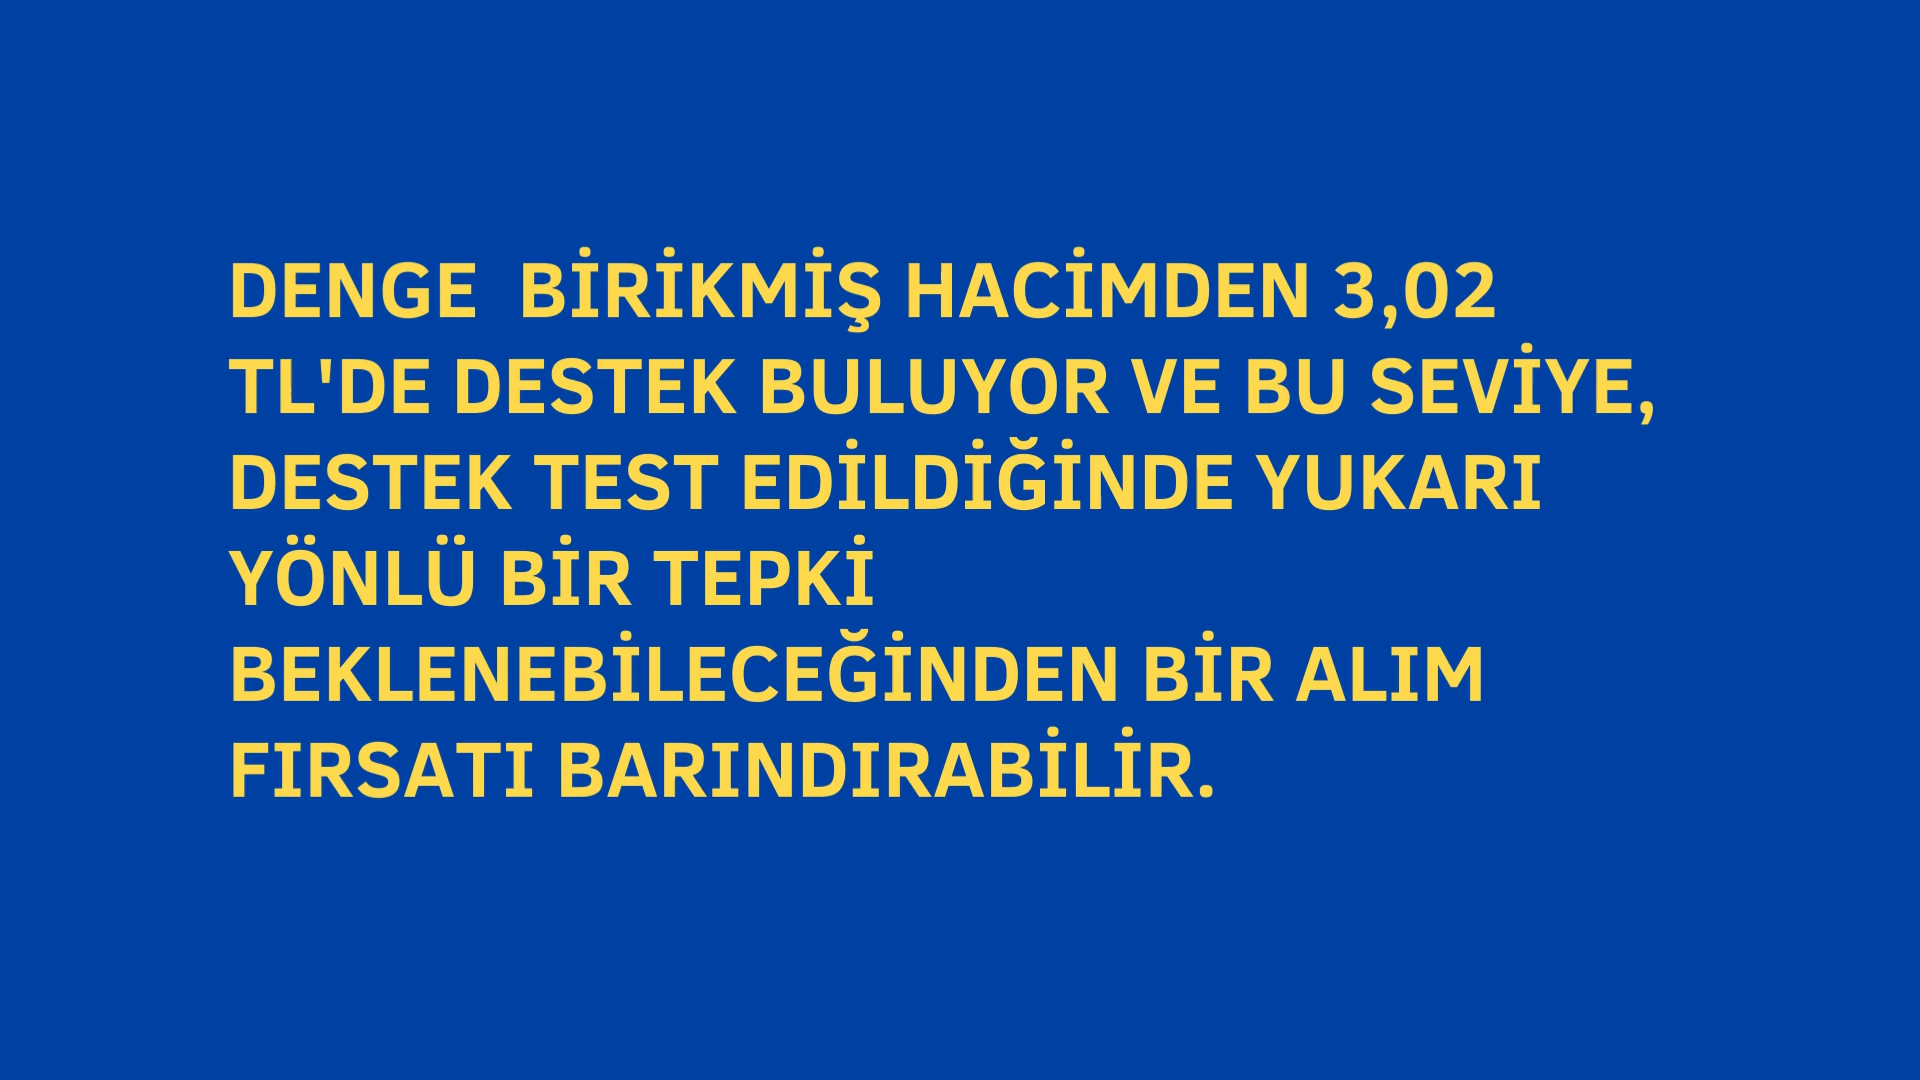 DENGE  BİRİKMİŞ HACİMDEN 3,02
TL'DE DESTEK BULUYOR VE BU SEVİYE,
DESTEK TEST EDİLDİĞİNDE YUKARI
YÖNLÜ BİR TEPKİ
BEKLENEBİLECEĞİNDEN BİR ALIM
FIRSATI BARINDIRABİLİR.